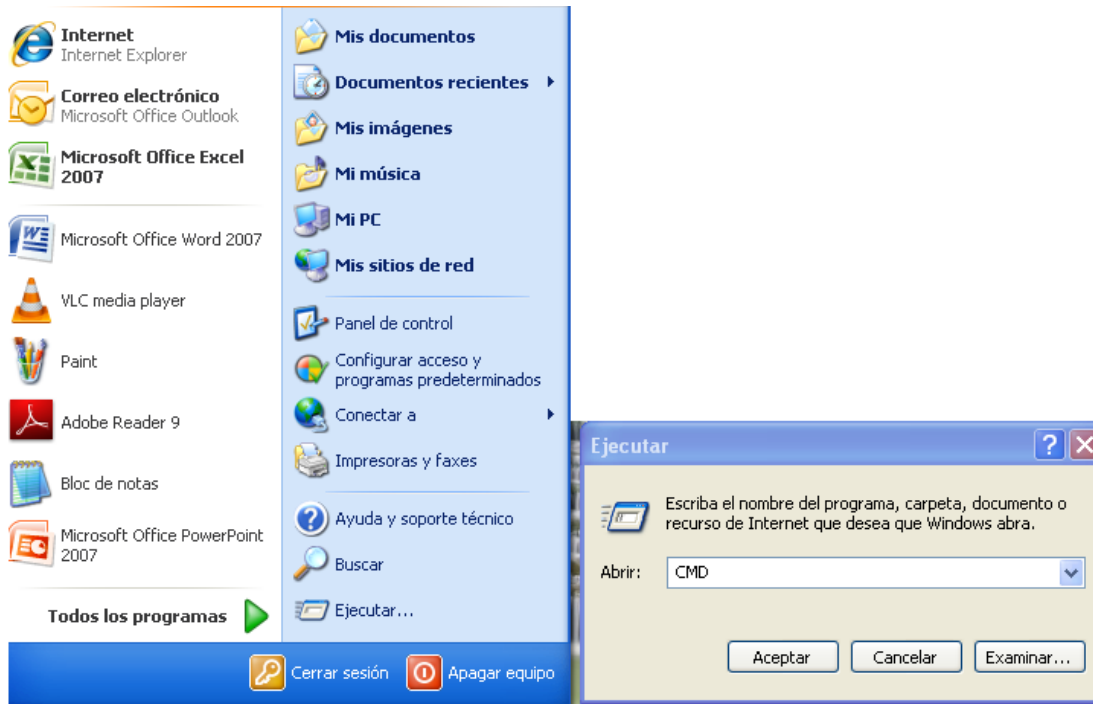 Internet
Internet Explorer
Correo electrónico
Microsoft Office Outlook
Microsoft Office Excel
2007
Microsoft Office Word 2007
VLC media player
Paint
Adobe Reader 9
Bloc de notas
Microsoft Office PowerPoint
2007
Todos los programas
Mis documentos
Documentos recientes
Mis imágenes
Mi música
Mi PC
Mis sitios de red
Panel de control
Configurar acceso y
programas predeterminados
Conectar a
Impresoras y faxes
Ayuda y soporte técnico
Buscar
Ejecutar...
Cerrar sesión
Apagar equipo
Ejecutar
Escriba el nombre del programa, carpeta, documento o
recurso de Internet que desea que Windows abra.
Abrir: CMD
Aceptar Cancelar Examinar...